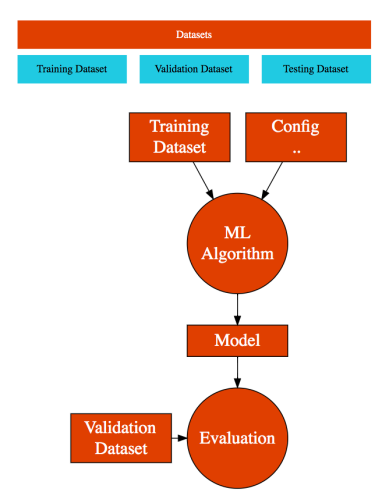 Datasets
Training Dataset
Validation Dataset
Testing Dataset
Training
Dataset
Config
..
ML
Algorithm
Model
Validation
Dataset
Evaluation